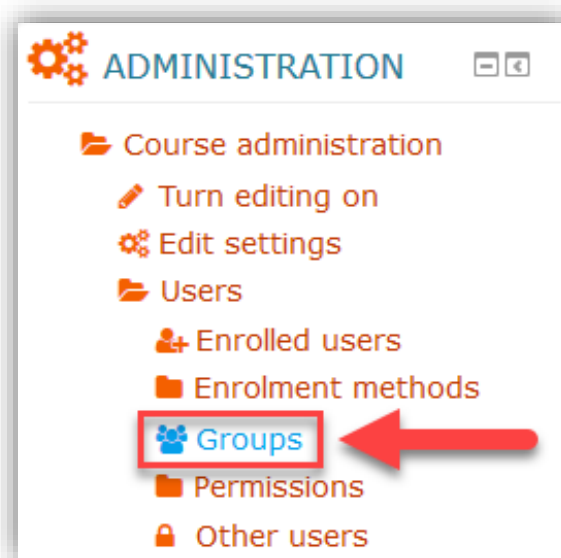 ADMINISTRATION
Course administration
Turn editing on
Edit settings
Users
Enrolled users
Enrolment methods
Groups
Permissions
Other users